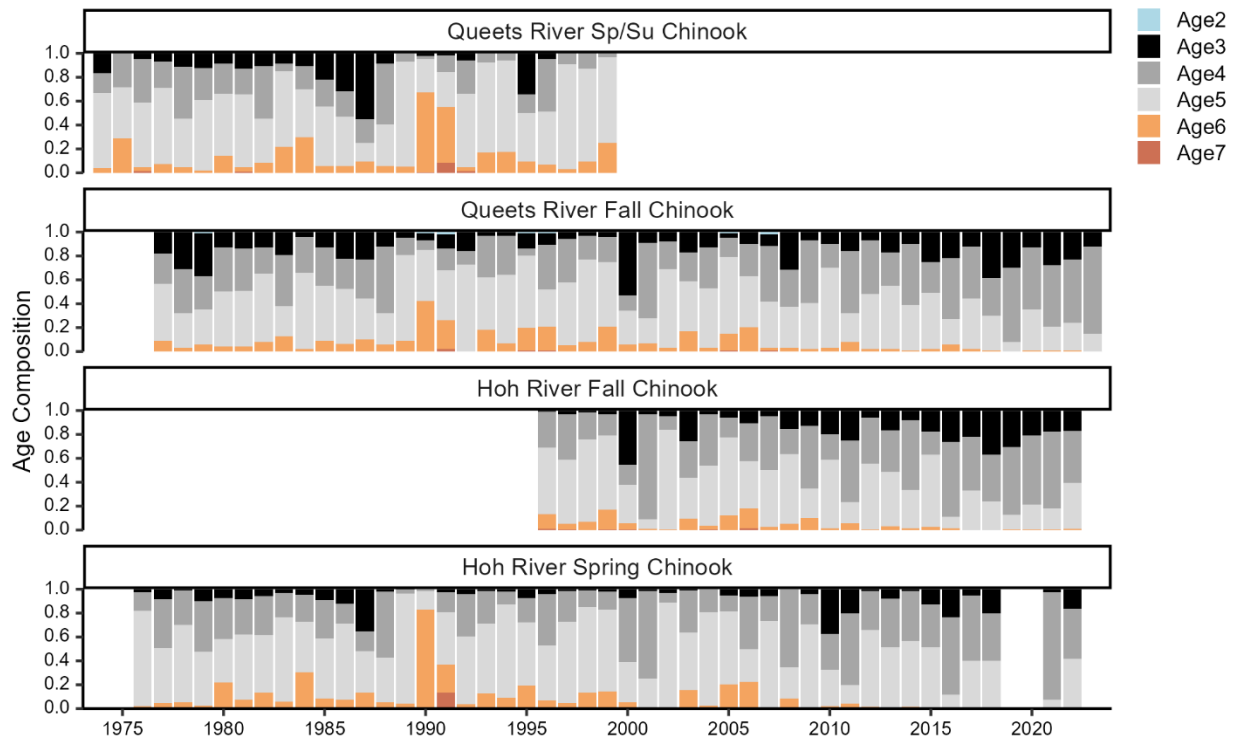 Queets River Sp/Su Chinook
1.0
0.8
0.6
0.4
0.2
0.0
Age2
Age3
Age4
Age5
Age6
Age7
Queets River Fall Chinook
1.0
0.8
0.6
0.4
0.2
0.0
Age Composition
Hoh River Fall Chinook
1.0
0.8
0.6
0.4
0.2
0.0
Hoh River Spring Chinook
1.0
0.8
0.6
0.4
0.2
0.0
1975 1980 1985 1990 1995 2000 2005 2010 2015 2020